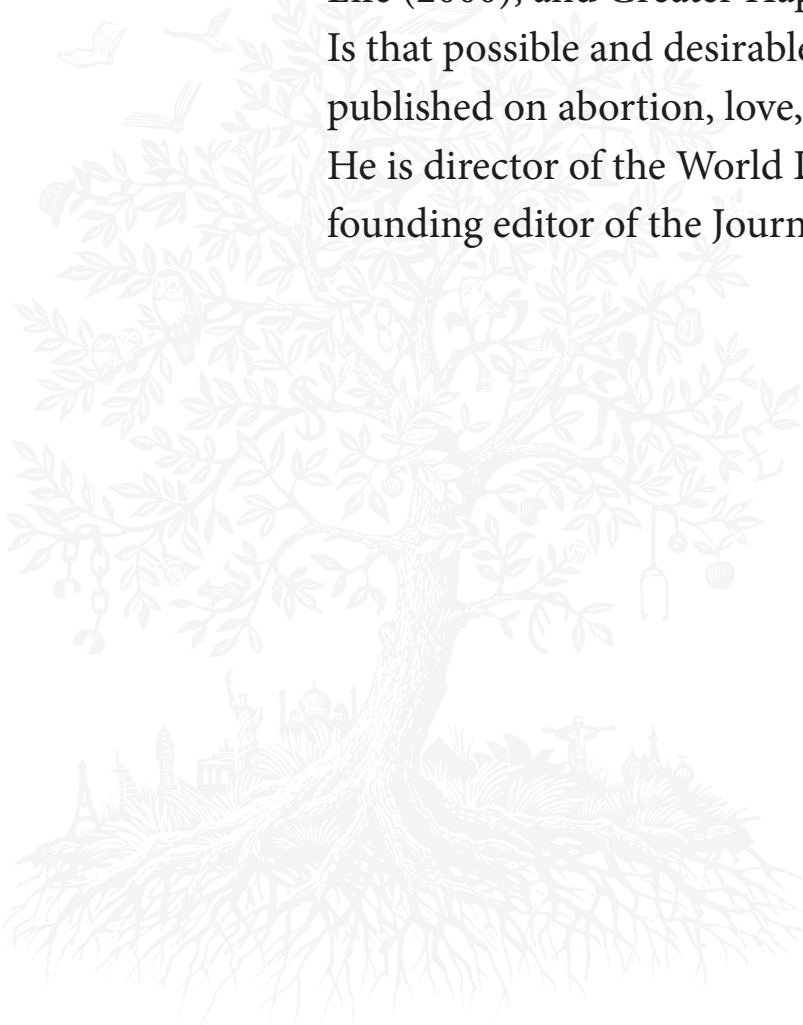 Is that possible and desirable
published on abortion, love,
He is director of the World
founding editor of the Journ